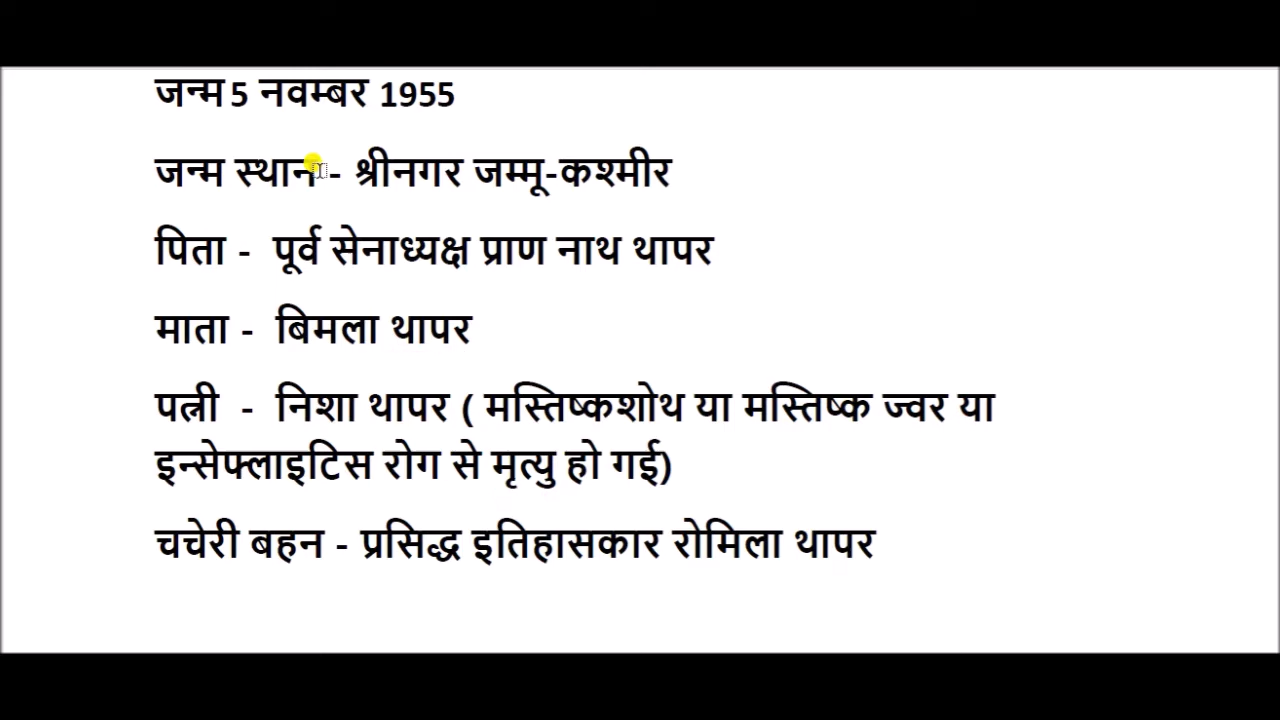 जन्म 5 नवम्बर 1955
जन्म स्थान - श्रीनगर जम्मू-कश्मीर
पिता - पूर्व सेनाध्यक्ष प्राण नाथ थापर
माता - बिमला थापर
पत्नी - निशा थापर ( मस्तिष्कशोथ या मस्तिष्क ज्वर या
इन्सेफ्लाइटिस रोग से मृत्यु हो गई)
चचेरी बहन - प्रसिद्ध इतिहासकार रोमिला थापर